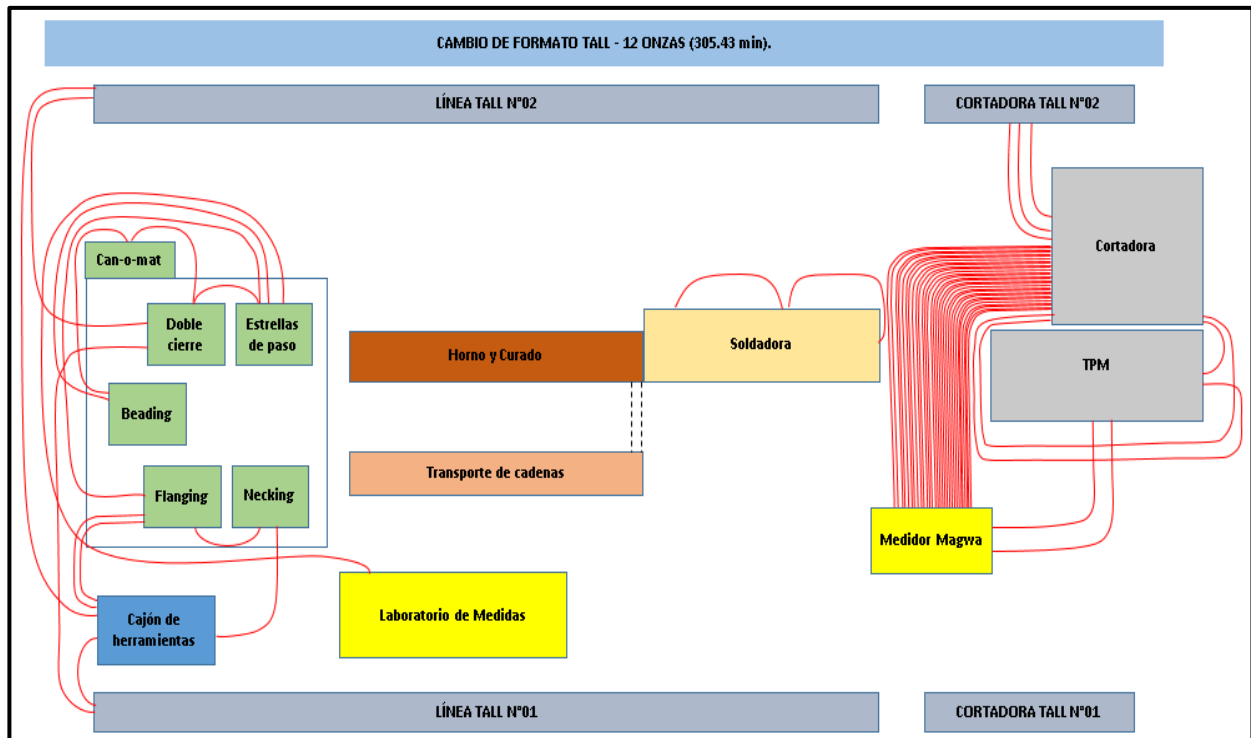 CAMBIO DE FORMATO TALL - 12 ONZAS (305.43 min).
LÍNEA TALL N°02
CORTADORA TALL N°02
Can-o-mat
Doble
cierre
Estrellas
de paso
Beading
Flanging
Necking
Horno y Curado
Soldadora
Transporte de cadenas
Cortadora
TPM
Medidor Magwa
Cajón de
herramientas
Laboratorio de Medidas
LÍNEA TALL N°01
CORTADORA TALL N°01